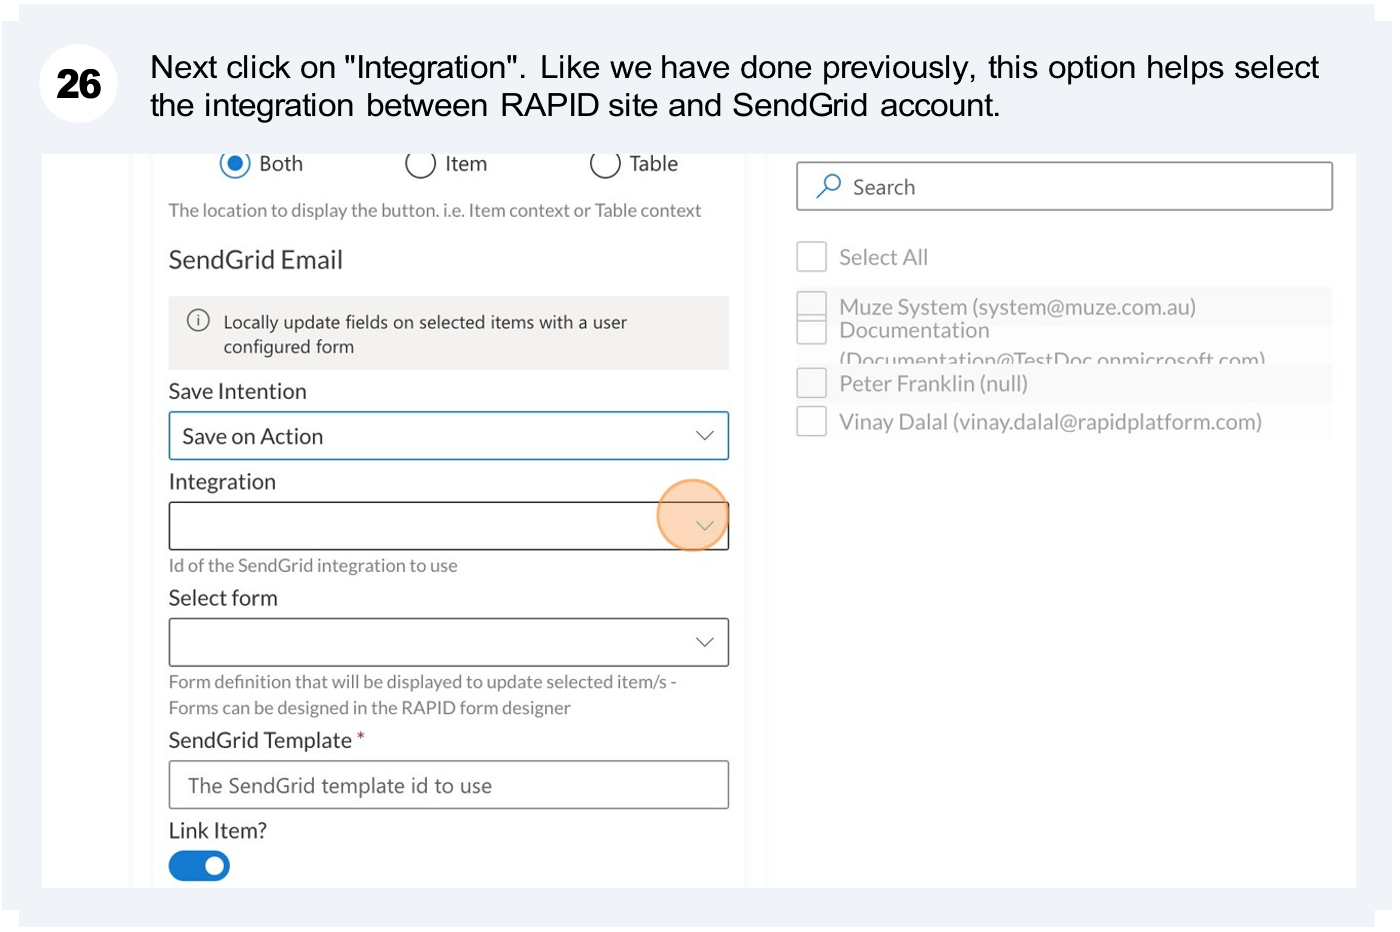 26
Next click on "Integration". Like we have done previously, this option helps select
the integration between RAPID site and SendGrid account.
Both
Item
Table
The location to display the button. i.e. Item context or Table context
SendGrid Email
Locally update fields on selected items with a user
configured form
Save Intention
Save on Action
Integration
Id of the SendGrid integration to use
Select form
Form definition that will be displayed to update selected item/s -
Forms can be designed in the RAPID form designer
SendGrid Template *
The SendGrid template id to use
Link Item?
Search
Select All
Muze System (system@muze.com.au)
Documentation
(Documentation@TestDoc.onmicrosoft.com)
Peter Franklin (null)
Vinay Dalal (vinay.dalal@rapidplatform.com)